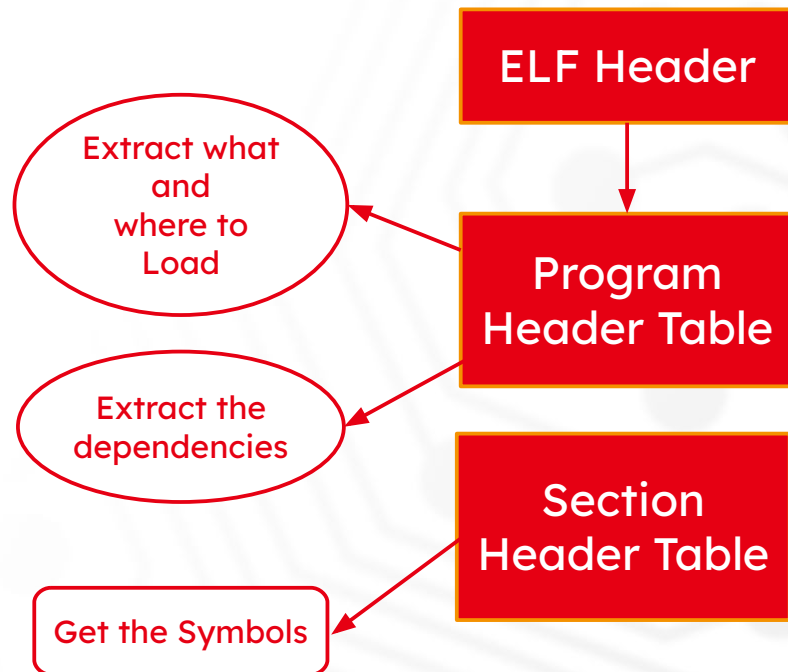 ELF Header
Extract what
and
where to
Load
Program
Header Table
Extract the
dependencies
Section
Header Table
Get the Symbols